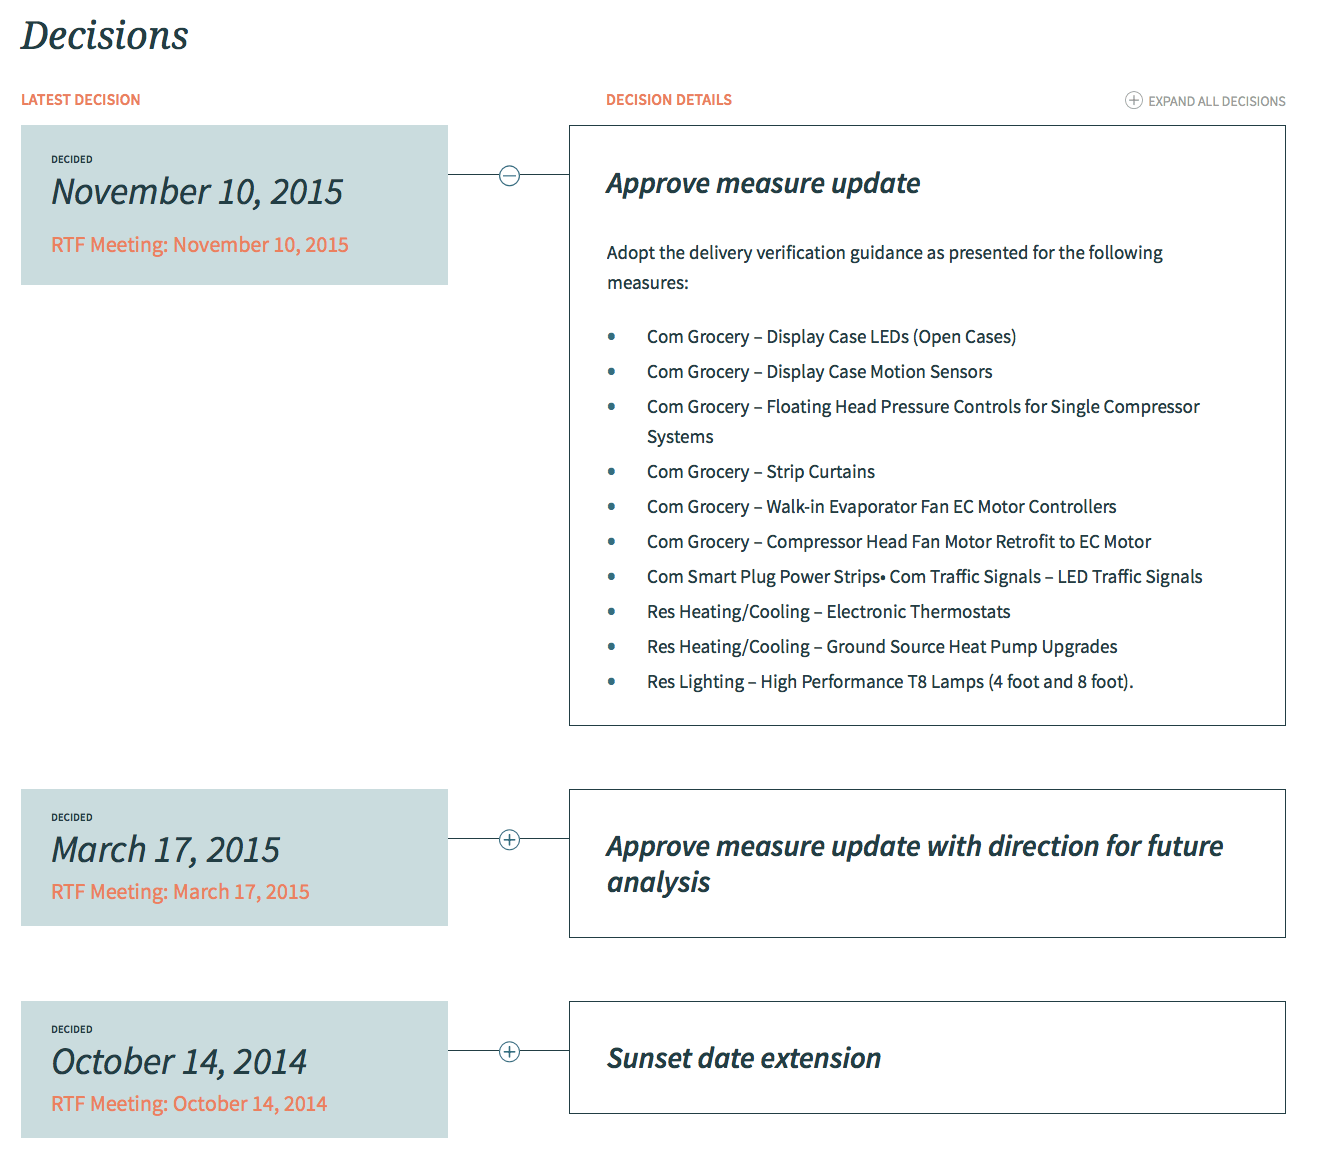 Decisions
LATEST DECISION
DECISION DETAILS
EXPAND ALL DECISIONS
DECIDED
November 10, 2015
RTF Meeting: November 10, 2015
Approve measure update
Adopt the delivery verification guidance as presented for the following
measures:
• Com Grocery – Display Case LEDs (Open Cases)
• Com Grocery – Display Case Motion Sensors
• Com Grocery – Floating Head Pressure Controls for Single Compressor
Systems
• Com Grocery – Strip Curtains
• Com Grocery – Walk-in Evaporator Fan EC Motor Controllers
• Com Grocery – Compressor Head Fan Motor Retrofit to EC Motor
• Com Smart Plug Power Strips• Com Traffic Signals – LED Traffic Signals
• Res Heating/Cooling – Electronic Thermostats
• Res Heating/Cooling – Ground Source Heat Pump Upgrades
• Res Lighting – High Performance T8 Lamps (4 foot and 8 foot).
DECIDED
March 17, 2015
RTF Meeting: March 17, 2015
Approve measure update with direction for future
analysis
DECIDED
October 14, 2014
RTF Meeting: October 14, 2014
Sunset date extension